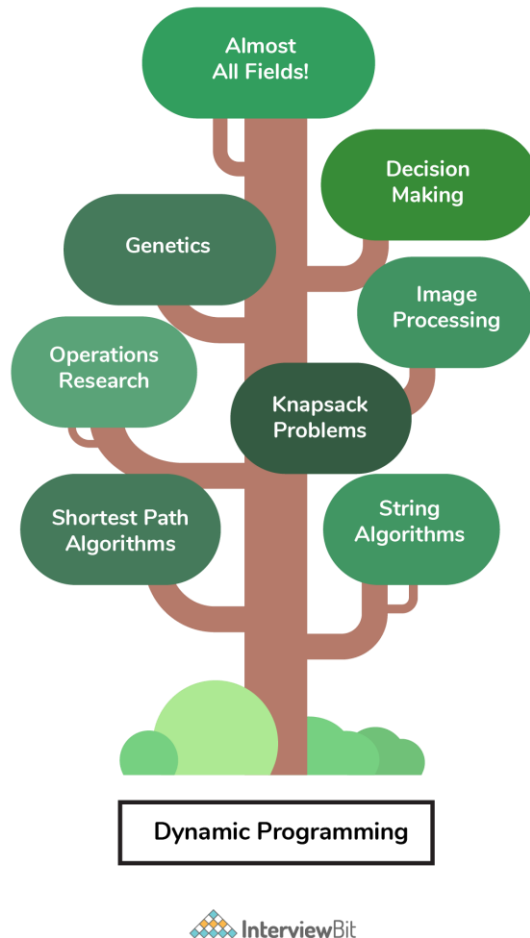 Almost
All Fields!
Decision
Making
Genetics
Image
Processing
Operations
Research
Knapsack
Problems
Shortest Path
Algorithms
String
Algorithms
Dynamic Programming
InterviewBit